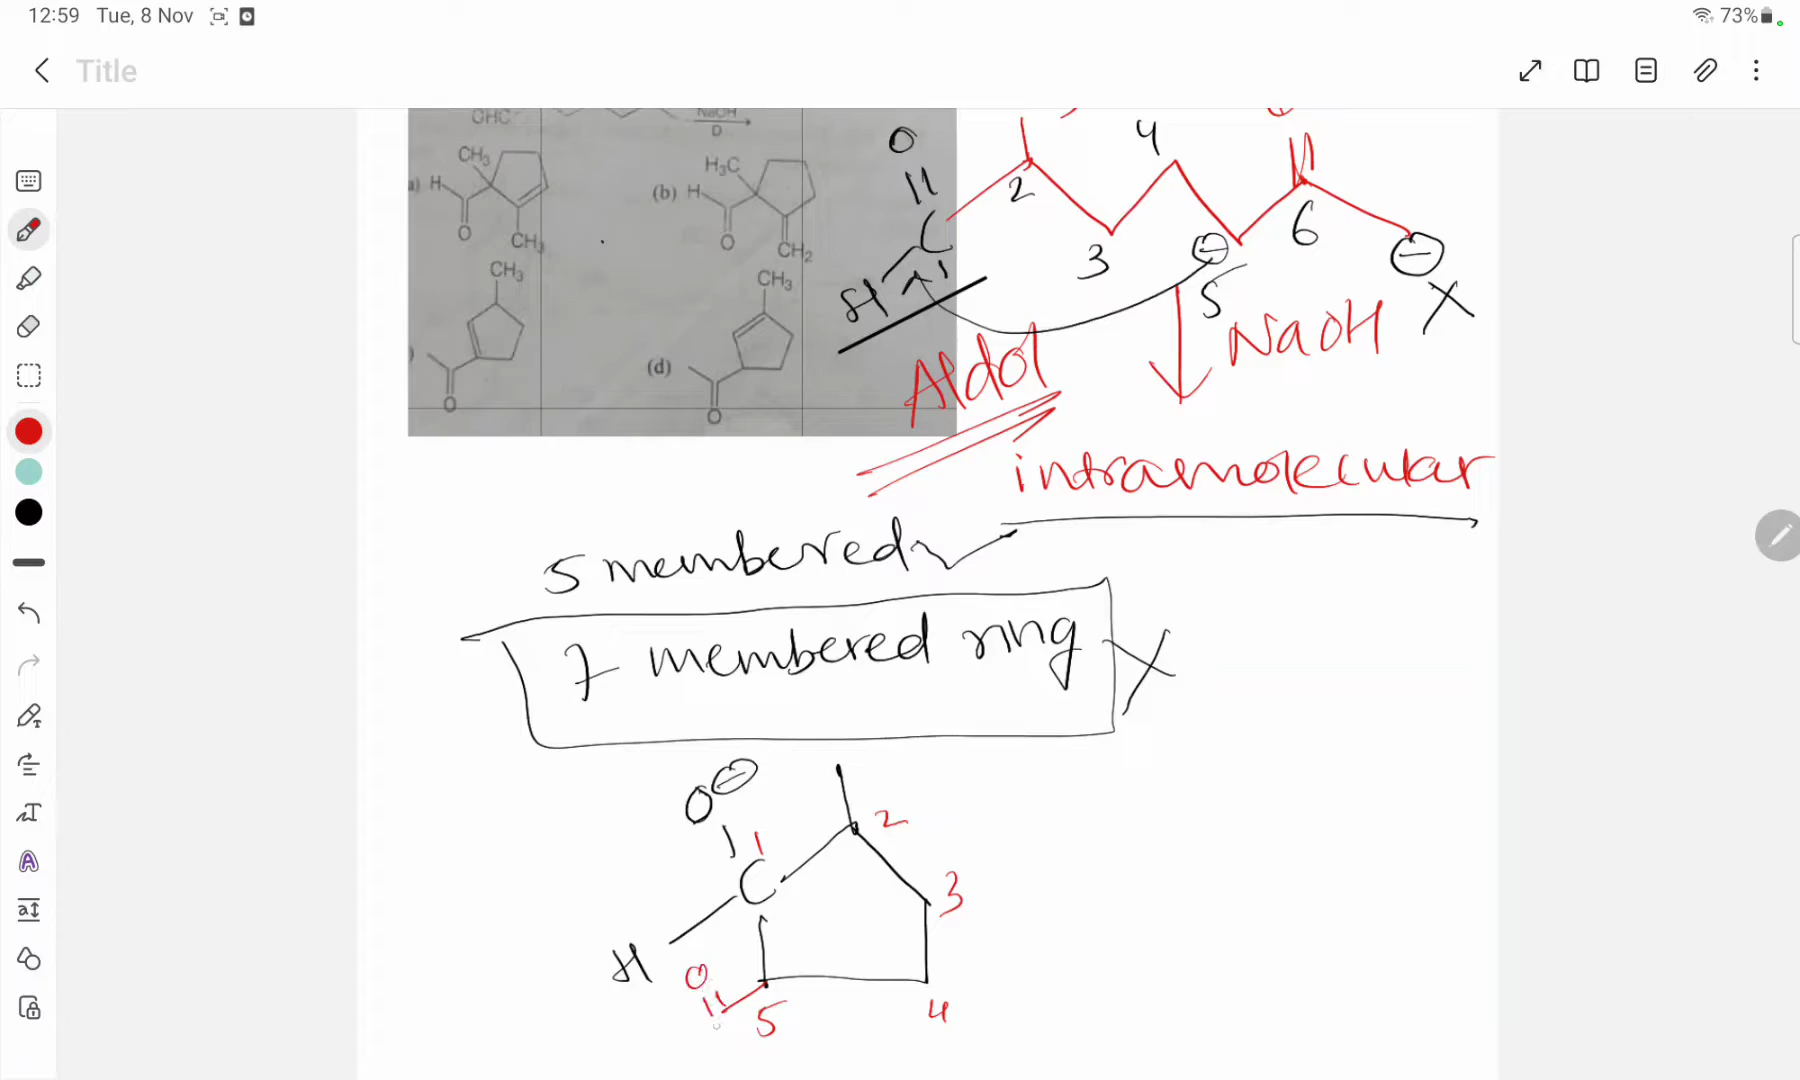 12:59 Tue, 8 Nov
73%
Title
OHC
NaOH
D
CH3
a) H
O
CH3
H3C
(b) H
O
CH2
CH3
)
O
CH3
(d)
O
O
C
H
1
2
3
4
5
6
X
Aldol
NaOH
intramolecular
5 membered
7 membered ring X
O
1
C
H
2
3
4
5
O